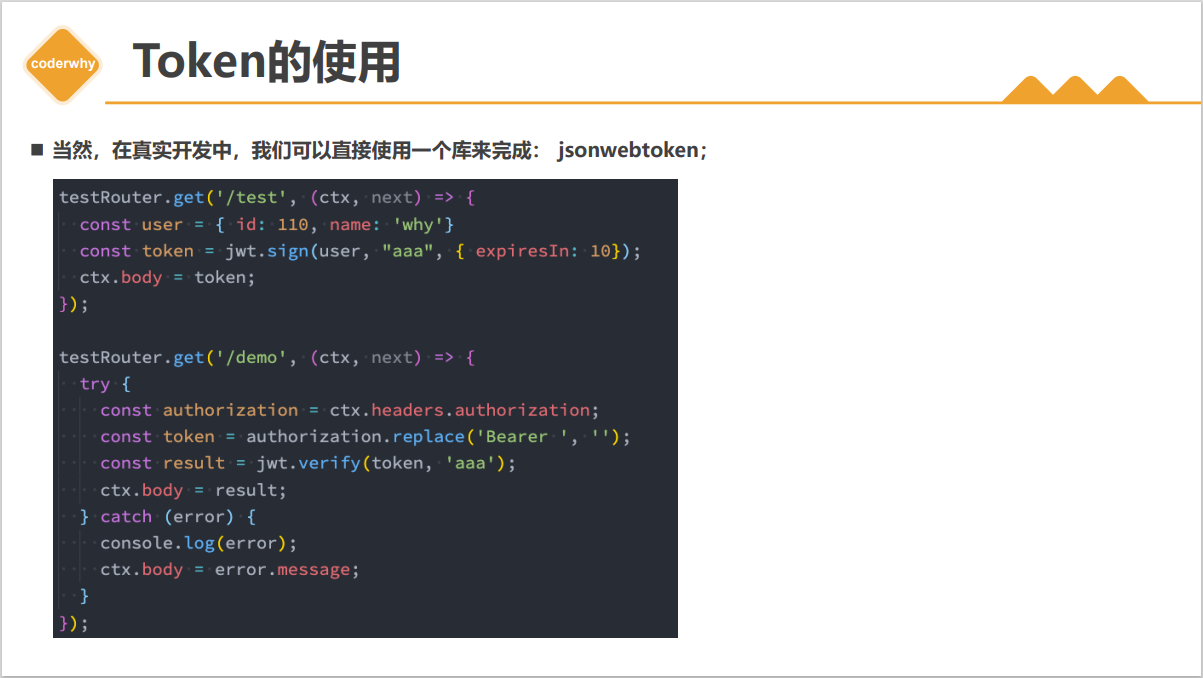 coderwhy
Token的使用
■ 当然，在真实开发中，我们可以直接使用一个库来完成： jsonwebtoken；
testRouter.get('/test', (ctx, next) => {
  const user = { id: 110, name: 'why'}
  const token = jwt.sign(user, "aaa", { expiresIn: 10});
  ctx.body = token;
});

testRouter.get('/demo', (ctx, next) => {
  try {
    const authorization = ctx.headers.authorization;
    const token = authorization.replace('Bearer ', '');
    const result = jwt.verify(token, 'aaa');
    ctx.body = result;
  } catch (error) {
    console.log(error);
    ctx.body = error.message;
  }
});